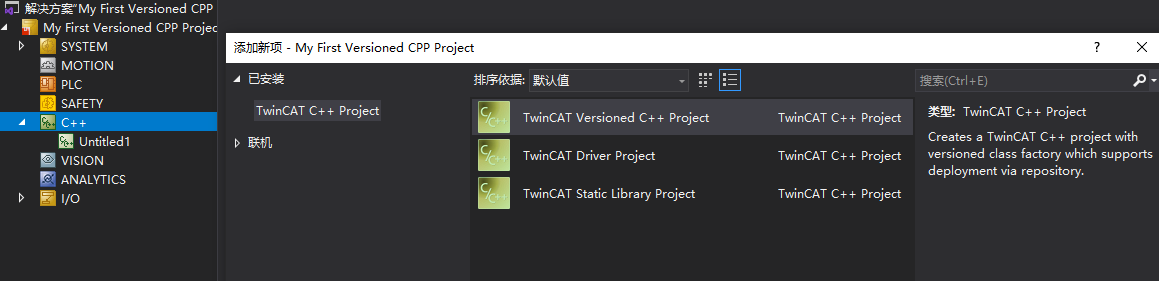 解决方案"My First Versioned CPP
My First Versioned CPP Projec
SYSTEM
MOTION
PLC
SAFETY
C++
Untitled1
VISION
ANALYTICS
I/O
添加新项 - My First Versioned CPP Project
? ×
已安装
TwinCAT C++ Project
联机
排序依据: 默认值
TwinCAT Versioned C++ Project TwinCAT C++ Project
TwinCAT Driver Project TwinCAT C++ Project
TwinCAT Static Library Project TwinCAT C++ Project
搜索(Ctrl+E)
类型: TwinCAT C++ Project
Creates a TwinCAT C++ project with
versioned class factory which supports
deployment via repository.